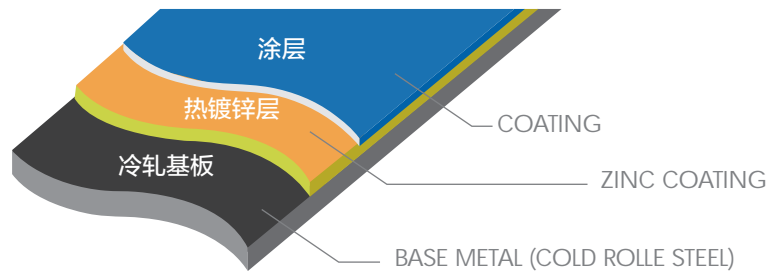 涂层
热镀锌层
冷轧基板
COATING
ZINC COATING
BASE METAL (COLD ROLLE STEEL)